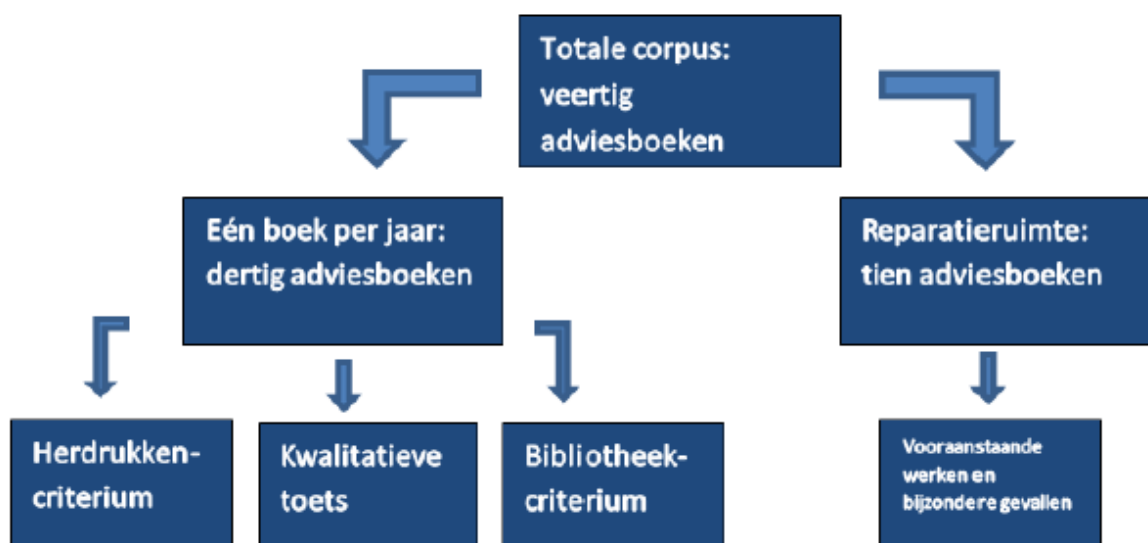 Totale corpus:
veertig
adviesboeken
Eén boek per jaar:
dertig adviesboeken
Reparatieruimte:
tien adviesboeken
Herdrukken-
criterium
Kwalitatieve
toets
Bibliotheek-
criterium
Vooraanstaande
werken en
bijzondere gevallen